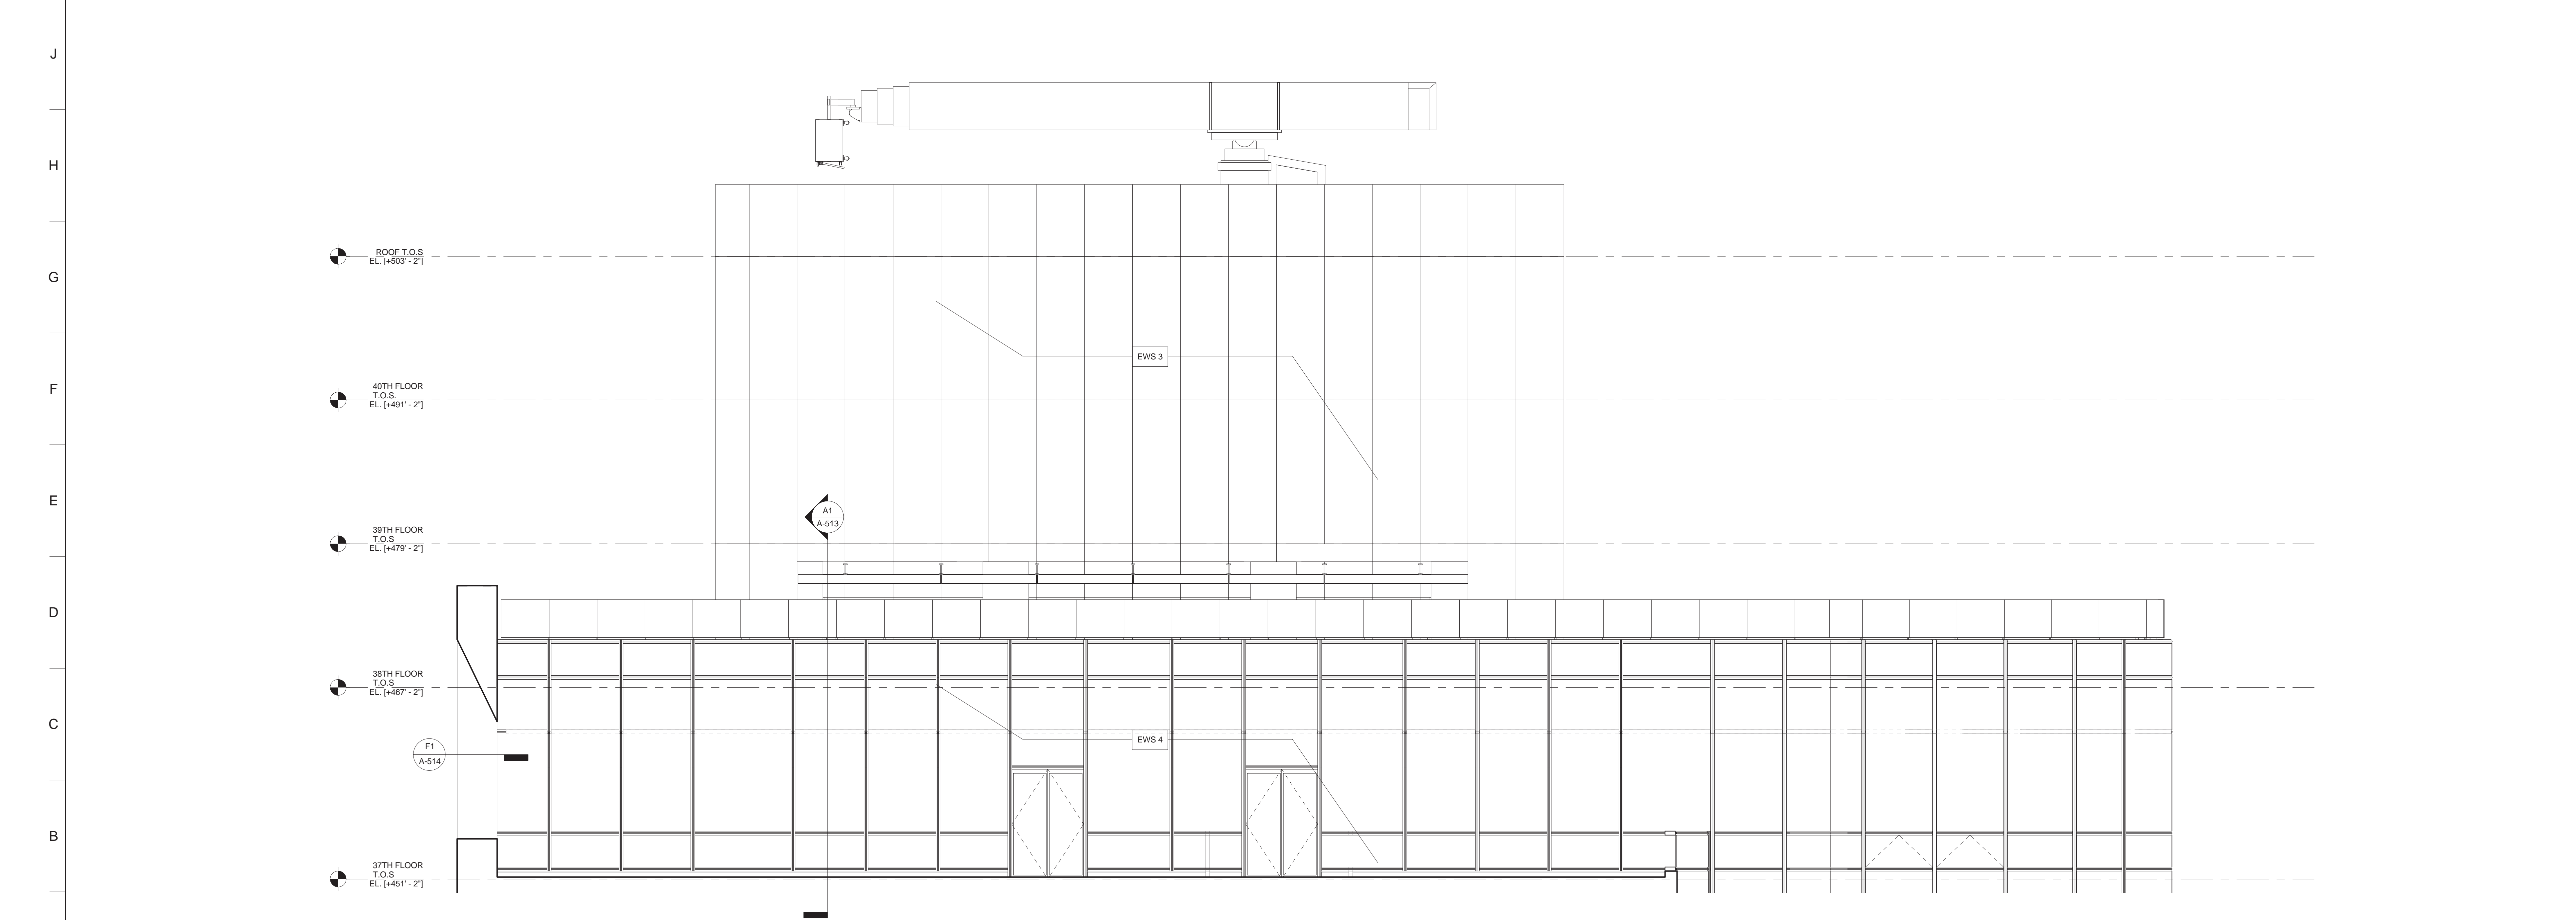 J
H
ROOF T.O.S
EL. [+503' - 2"]
G
EWS 3
40TH FLOOR
T.O.S.
EL. [+491' - 2"]
F
E
A1
A-513
39TH FLOOR
T.O.S
EL. [+479' - 2"]
D
38TH FLOOR
T.O.S
EL. [+467' - 2"]
C
EWS 4
F1
A-514
B
37TH FLOOR
T.O.S
EL. [+451' - 2"]